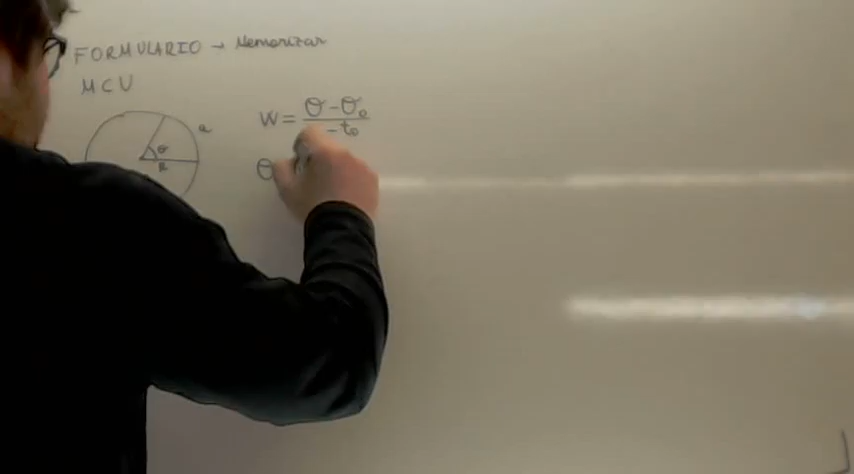 FORMULARIO → Memorizar
MCU
W = θ - θ₀
- t₀
a
θ
R
θ